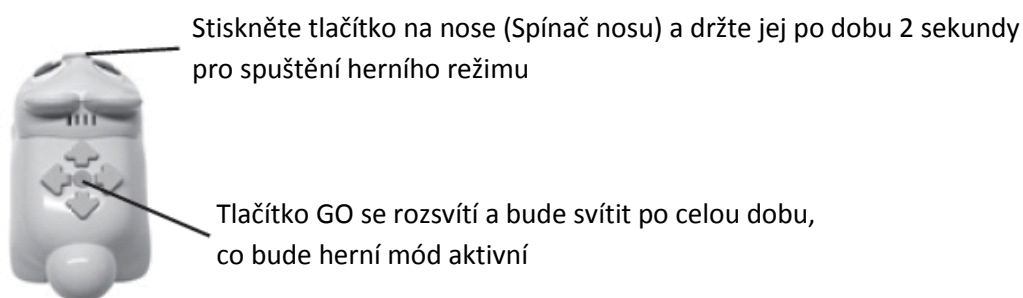 Stiskněte tlačítko na nose (Spínač nosu) a držte jej po dobu 2 sekundy
pro spuštění herního režimu
Tlačítko GO se rozsvítí a bude svítit po celou dobu,
co bude herní mód aktivní